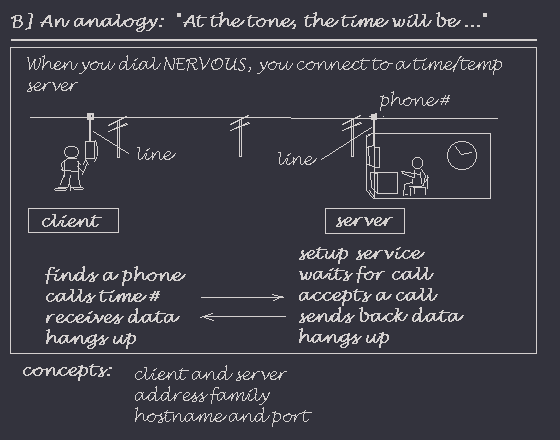 B} An analogy: "At the tone, the time will be ..."
When you dial NERVOUS, you connect to a time/temp
server
phone#
line
line
client
server
setup service
finds a phone
waits for call
calls time #
accepts a call
receives data
sends back data
hangs up
hangs up
concepts:
client and server
address family
hostname and port